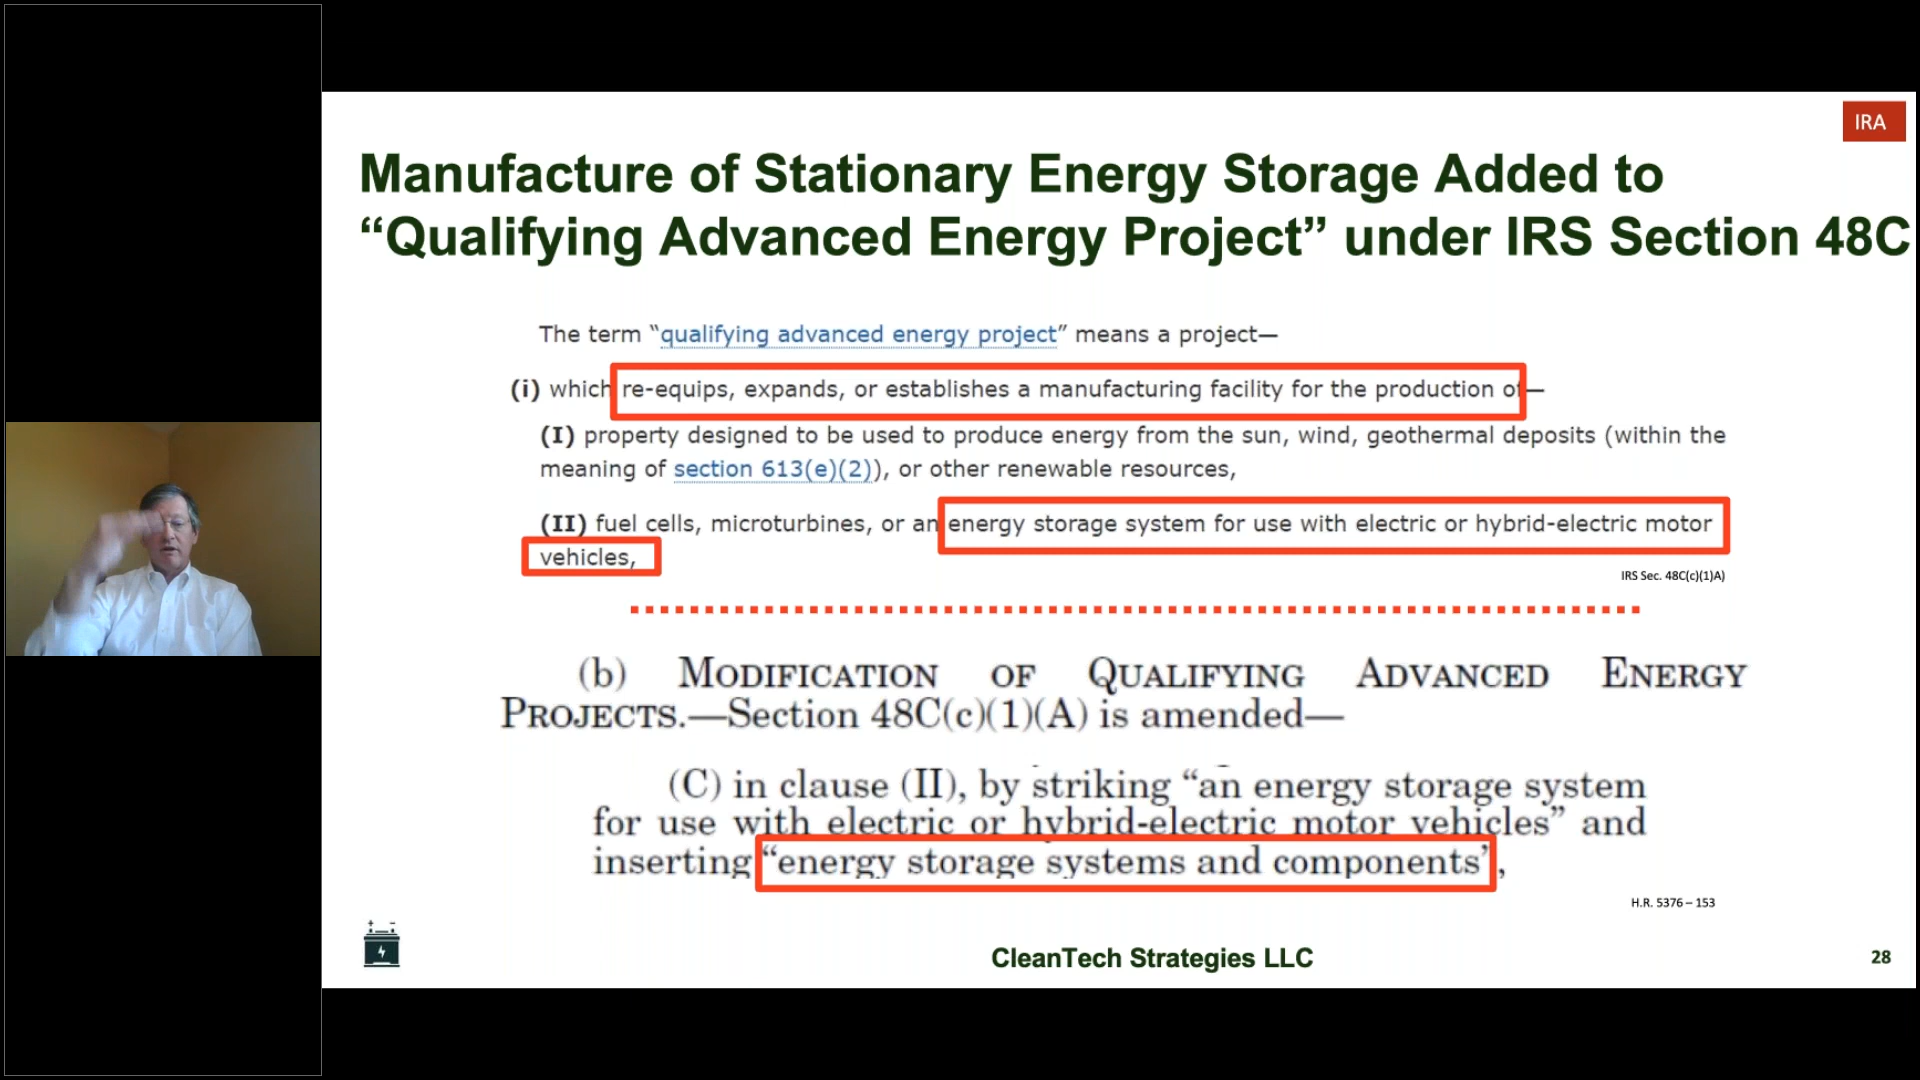 IRA
Manufacture of Stationary Energy Storage Added to
“Qualifying Advanced Energy Project” under IRS Section 48C
The term “qualifying advanced energy project” means a project—
(i) which re-equips, expands, or establishes a manufacturing facility for the production of—
(I) property designed to be used to produce energy from the sun, wind, geothermal deposits (within the
meaning of section 613(e)(2)), or other renewable resources,
(II) fuel cells, microturbines, or an energy storage system for use with electric or hybrid-electric motor
vehicles,
IRS Sec. 48C(c)(1)A)
(b) MODIFICATION OF QUALIFYING ADVANCED ENERGY
PROJECTS.—Section 48C(c)(1)(A) is amended—
(C) in clause (II), by striking “an energy storage system
for use with electric or hybrid-electric motor vehicles” and
inserting “energy storage systems and components”,
H.R. 5376 – 153
CleanTech Strategies LLC
28